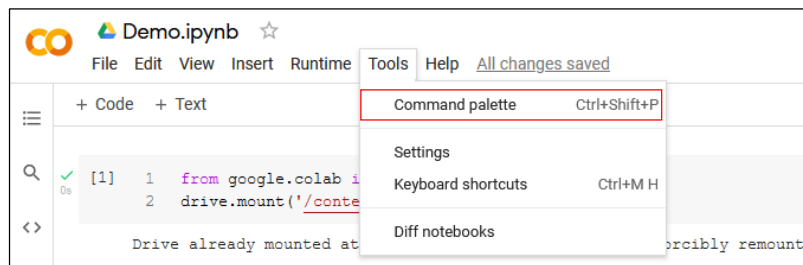 Demo.ipynb
File Edit View Insert Runtime Tools Help All changes saved
+ Code + Text
Command palette Ctrl+Shift+P
Settings
Keyboard shortcuts Ctrl+M H
Diff notebooks
[1] 1 from google.colab i
0s 2 drive.mount('/conte
Drive already mounted at orcibly remount